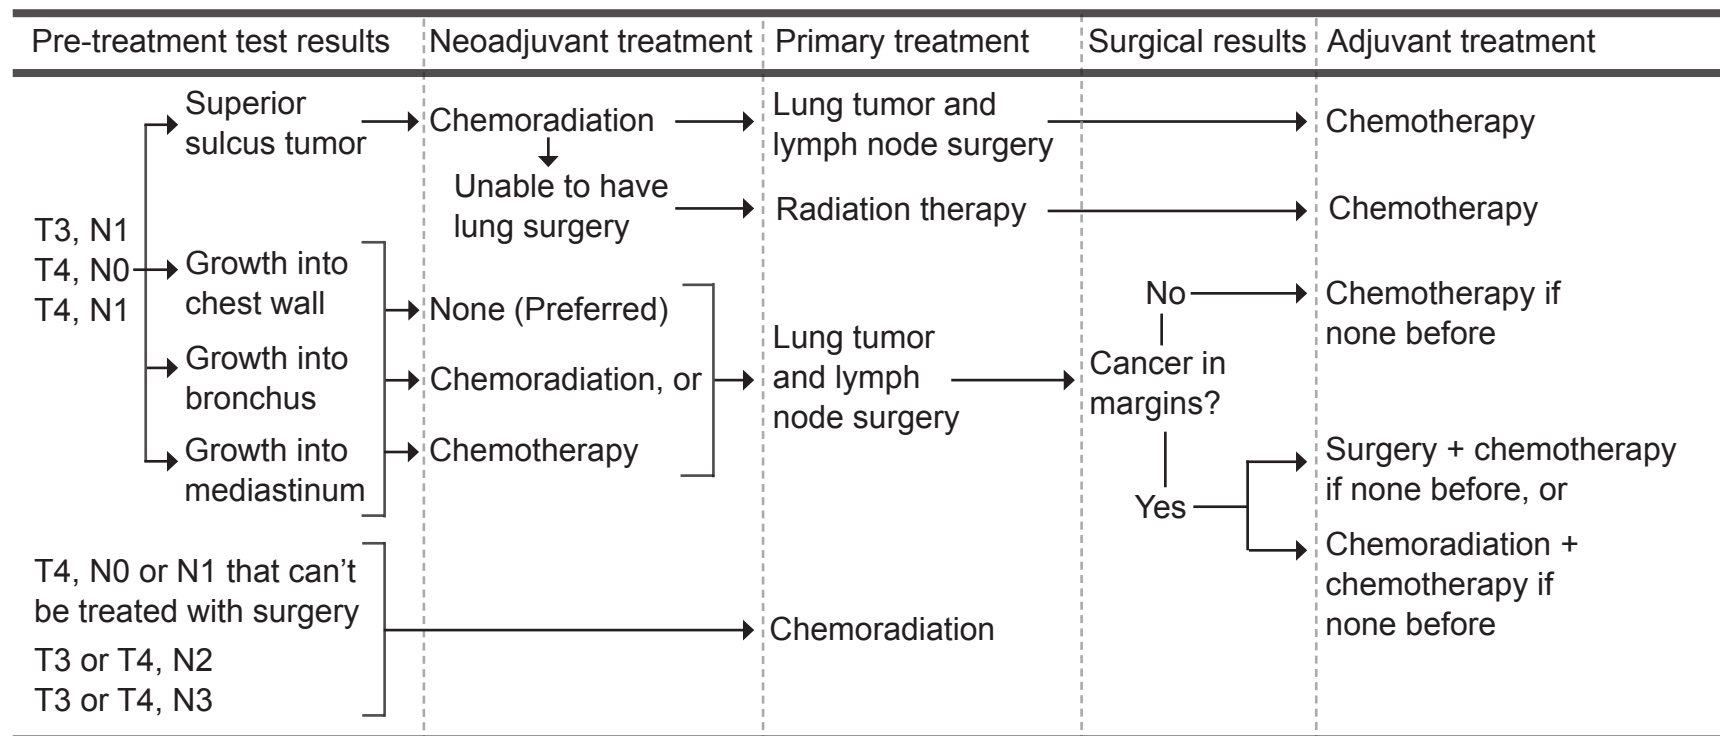 Pre-treatment test results
Neoadjuvant treatment
Primary treatment
Surgical results
Adjuvant treatment
T3, N1
T4, N0
T4, N1
Superior
sulcus tumor
Growth into
chest wall
Growth into
bronchus
Growth into
mediastinum
Chemoradiation
Unable to have
lung surgery
None (Preferred)
Chemoradiation, or
Chemotherapy
Lung tumor and
lymph node surgery
Radiation therapy
Lung tumor
and lymph
node surgery
No
Cancer in
margins?
Yes
Chemotherapy
Chemotherapy
Chemotherapy if
none before
Surgery + chemotherapy
if none before, or
Chemoradiation +
chemotherapy if
none before
T4, N0 or N1 that can’t
be treated with surgery
T3 or T4, N2
T3 or T4, N3
Chemoradiation